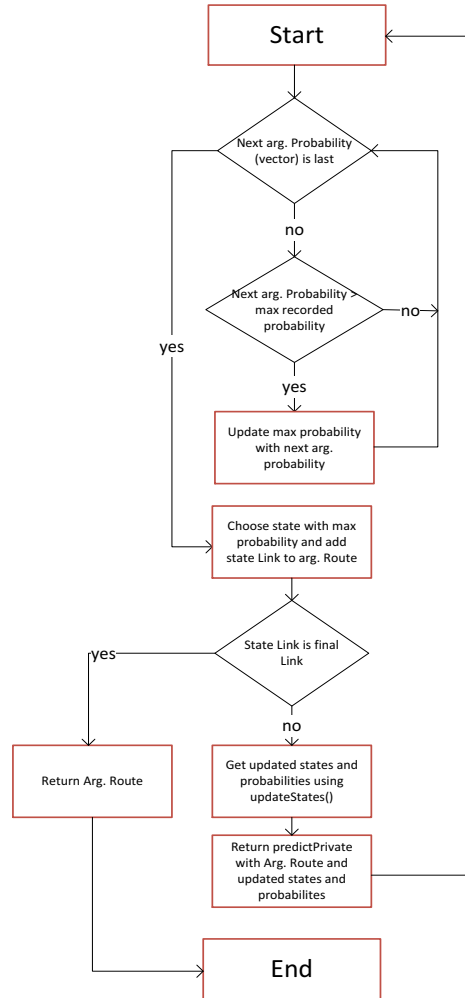 Start
Next arg. Probability
(vector) is last
no
Next arg. Probability >
max recorded
probability
no
yes
yes
Update max probability
with next arg.
probability
Choose state with max
probability and add
state Link to arg. Route
State Link is final
Link
yes
no
Return Arg. Route
Get updated states and
probabilities using
updateStates()
Return predictPrivate
with Arg. Route and
updated states and
probabilites
End